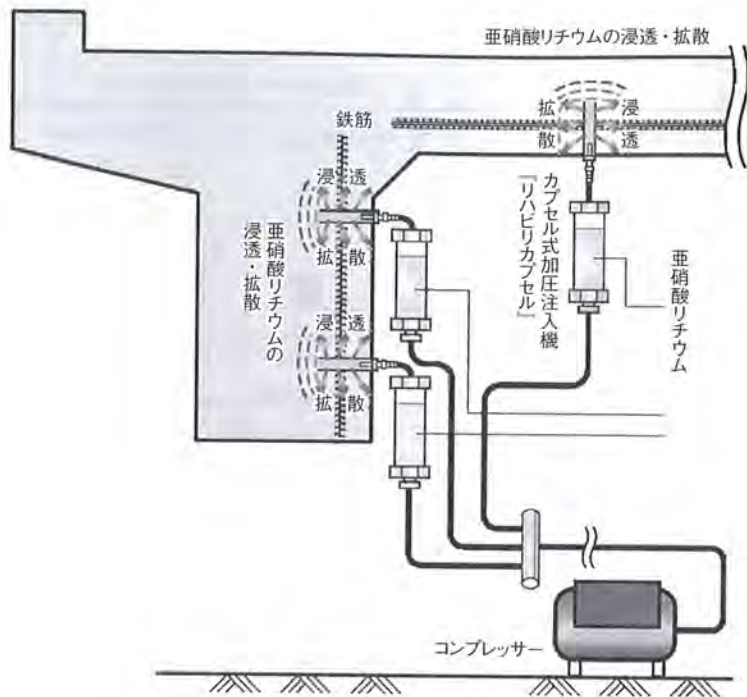 亜硝酸リチウムの浸透・拡散
拡 浸
散 透
鉄筋
浸 透
拡 散
亜硝酸リチウムの
浸透・拡散
浸 透
拡 散
カプセル式加圧注入機
『リハビリカプセル』
亜硝酸リチウム
コンプレッサー